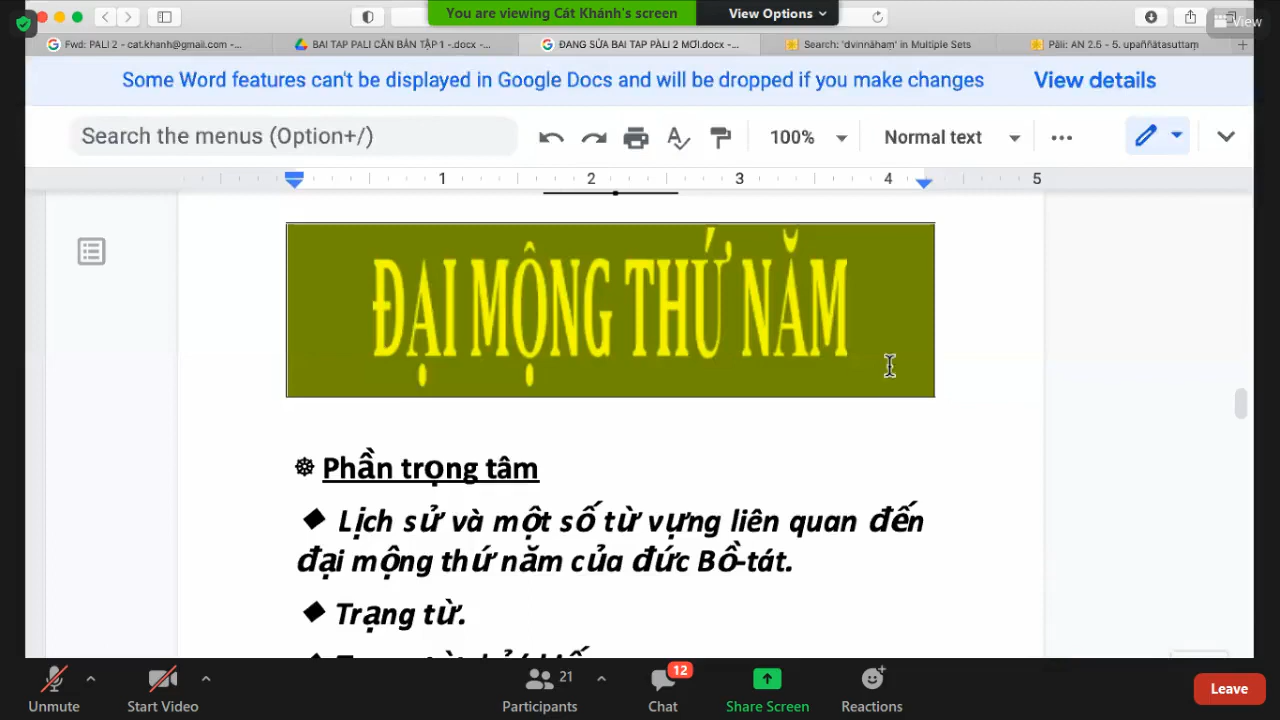 You are viewing Cát Khánh's screen
View Options
View
Fwd: PALI 2 - cat.khanh@gmail.com -...
BAI TAP PALI CĂN BẢN TẬP 1 -.docx -...
ĐANG SỬA BAI TAP PÀLI 2 MƠI.docx -...
Search: 'dvinnāhaṃ' in Multiple Sets
Pāli: AN 2.5 - 5. upaññātasuttaṃ
Some Word features can't be displayed in Google Docs and will be dropped if you make changes
View details
Search the menus (Option+/)
100%
Normal text
1 2 3 4 5
ĐẠI MỘNG THỨ NĂM
Phần trọng tâm
Lịch sử và một số từ vựng liên quan đến
đại mộng thứ năm của đức Bồ-tát.
Trạng từ.
Unmute
Start Video
Participants
21
Chat
12
Share Screen
Reactions
Leave